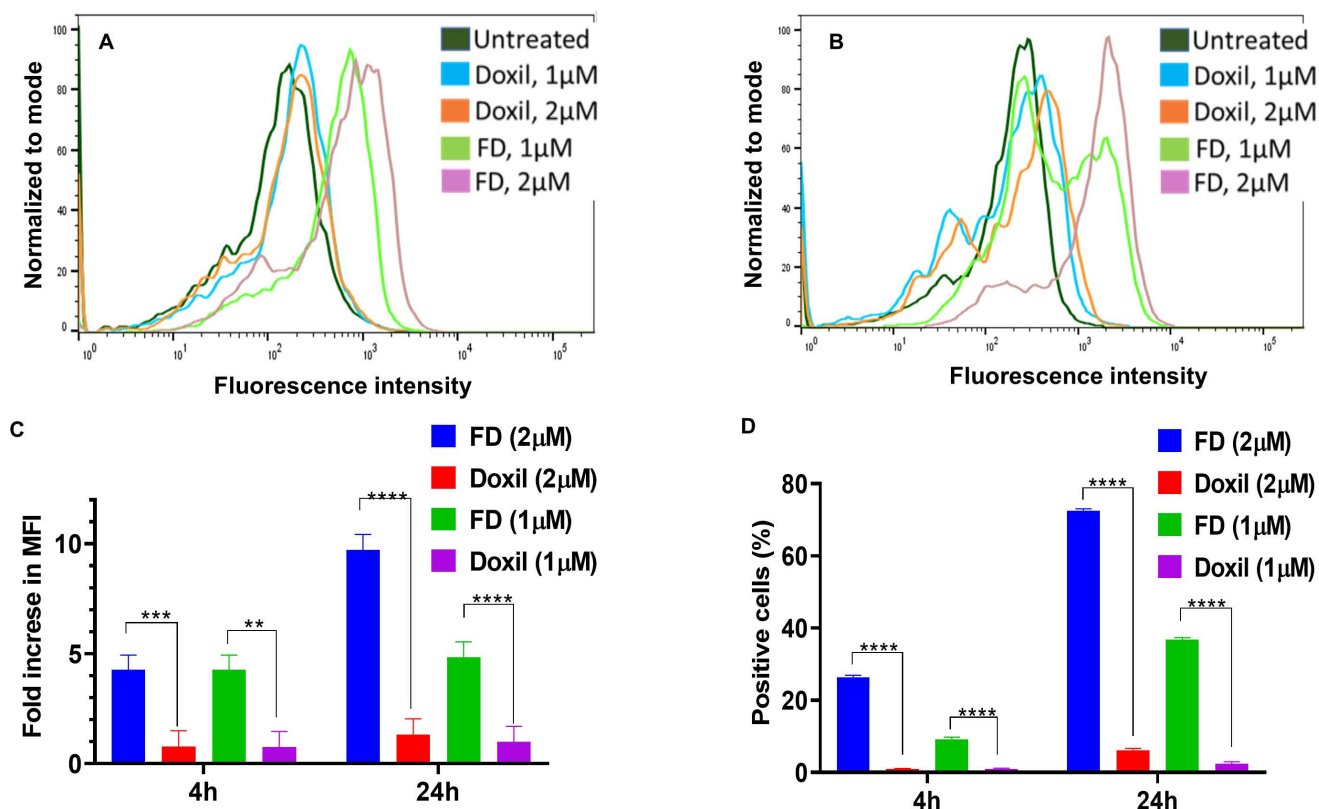 A
Untreated
Doxil, 1µM
Doxil, 2µM
FD, 1µM
FD, 2µM
Normalized to mode
100
80
60
40
20
0
10^0
10^1
10^2
10^3
10^4
10^5
Fluorescence intensity
B
Untreated
Doxil, 1µM
Doxil, 2µM
FD, 1µM
FD, 2µM
Normalized to mode
100
80
60
40
20
0
10^0
10^1
10^2
10^3
10^4
10^5
Fluorescence intensity
C
FD (2µM)
Doxil (2µM)
FD (1µM)
Doxil (1µM)
Fold increse in MFI
10
5
0
***
**
****
****
4h
24h
D
FD (2µM)
Doxil (2µM)
FD (1µM)
Doxil (1µM)
Positive cells (%)
80
60
40
20
0
****
****
****
****
4h
24h